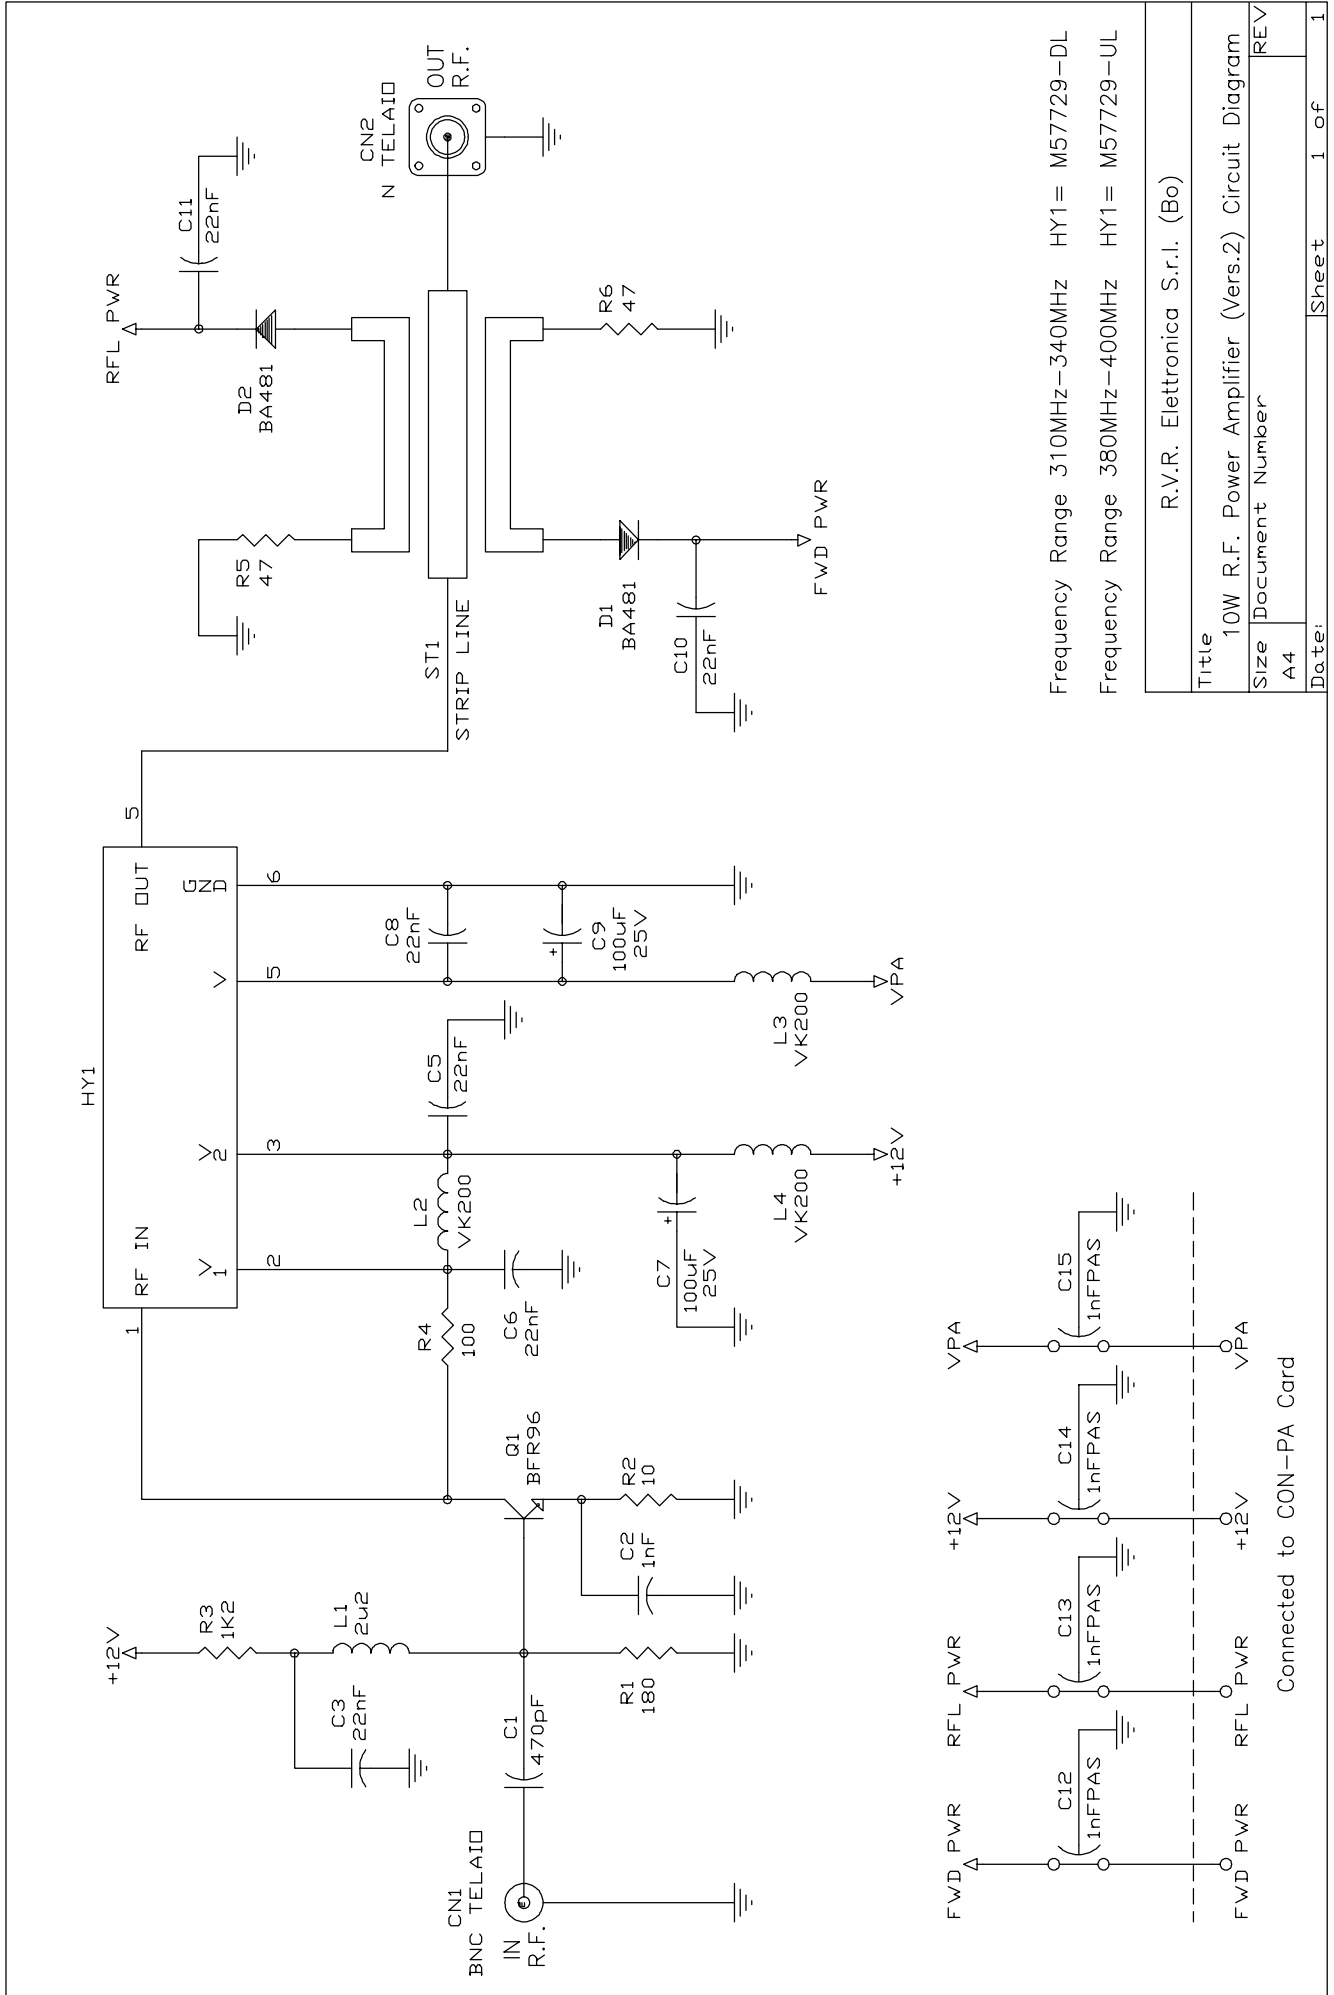 CN1
BNC TELAIO
IN
R.F.
C1
470pF
+12V
R3
1K2
C3
22nF
L1
2u2
R1
180
Q1
BFR96
C2
1nF
R2
10
R4
100
L2
VK200
C6
22nF
C7
+
100uF
25V
L4
VK200
+12V
C5
22nF
HY1
1
RF IN
V
1
2
V
2
3
V
5
GND
6
RF OUT
5
C8
22nF
+
C9
100uF
25V
L3
VK200
VPA
ST1
STRIP LINE
R5
47
D2
BA481
RFL PWR
C11
22nF
CN2
N TELAIO
OUT
R.F.
D1
BA481
C10
22nF
FWD PWR
R6
47
FWD PWR
C12
1nFPAS
FWD PWR
RFL PWR
C13
1nFPAS
RFL PWR
+12V
C14
1nFPAS
+12V
VPA
C15
1nFPAS
VPA
Connected to CON-PA Card
Frequency Range 310MHz-340MHz HY1= M57729-DL
Frequency Range 380MHz-400MHz HY1= M57729-UL
R.V.R. Elettronica S.r.l. (Bo)
Title
10W R.F. Power Amplifier (Vers.2) Circuit Diagram
Size Document Number REV
A4
Date: Sheet 1 of 1